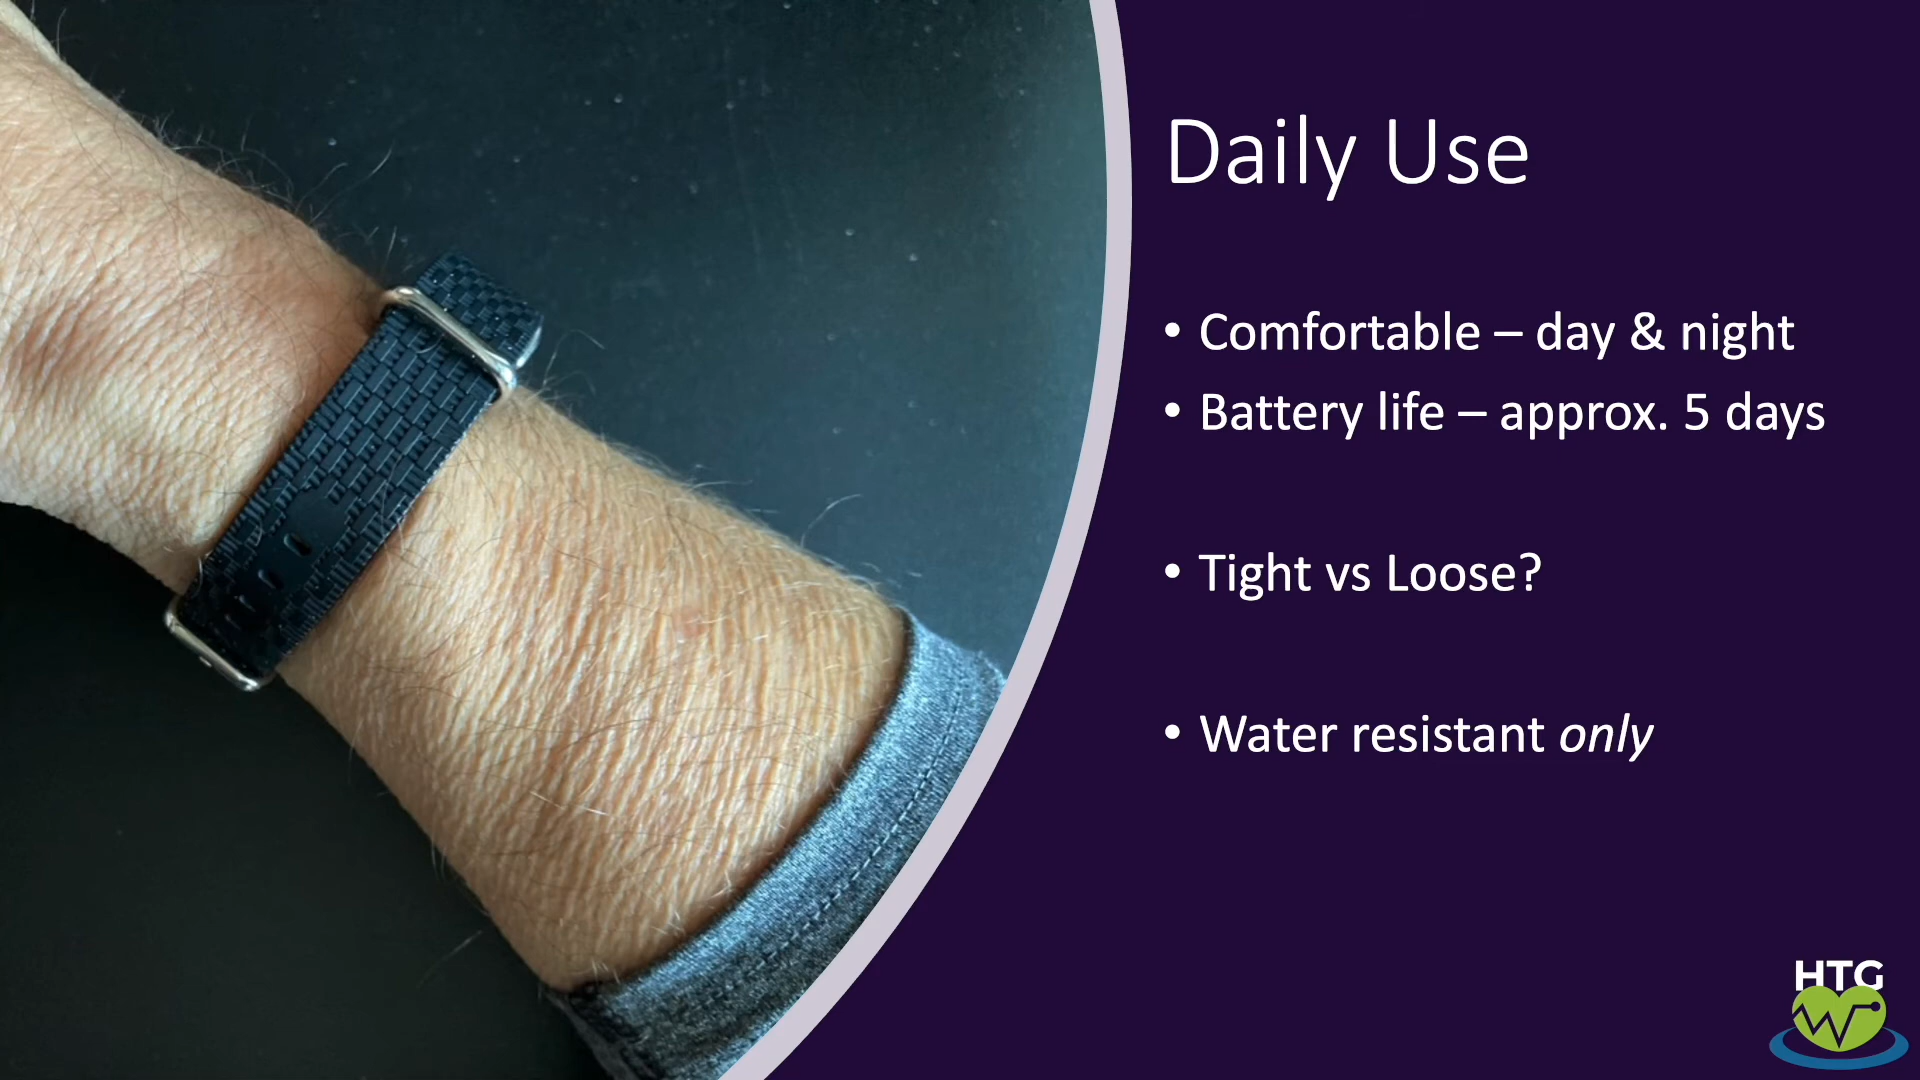 Daily Use
• Comfortable – day & night
• Battery life – approx. 5 days
• Tight vs Loose?
• Water resistant only
HTG